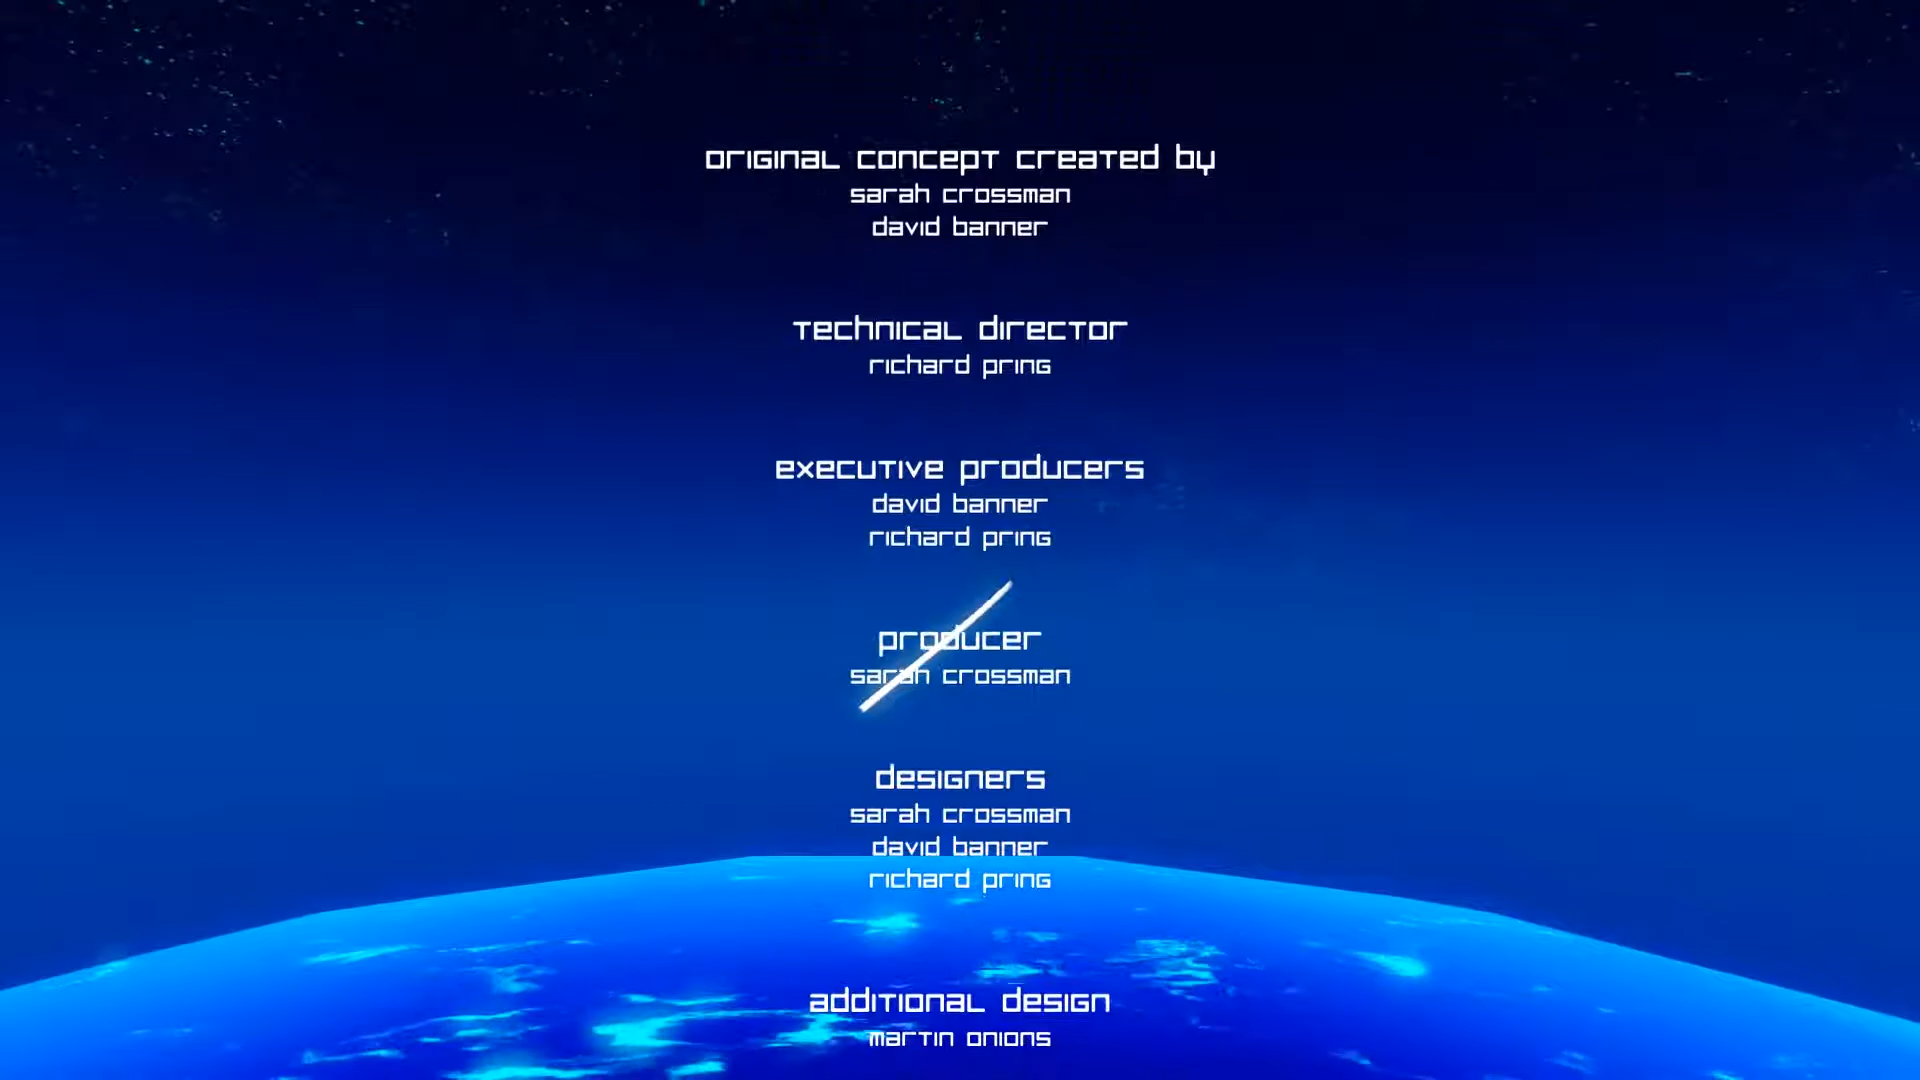 original concept created by
sarah crossman
david banner
technical director
richard pring
executive producers
david banner
richard pring
producer
sarah crossman
designers
sarah crossman
david banner
richard pring
additional design
martin onions